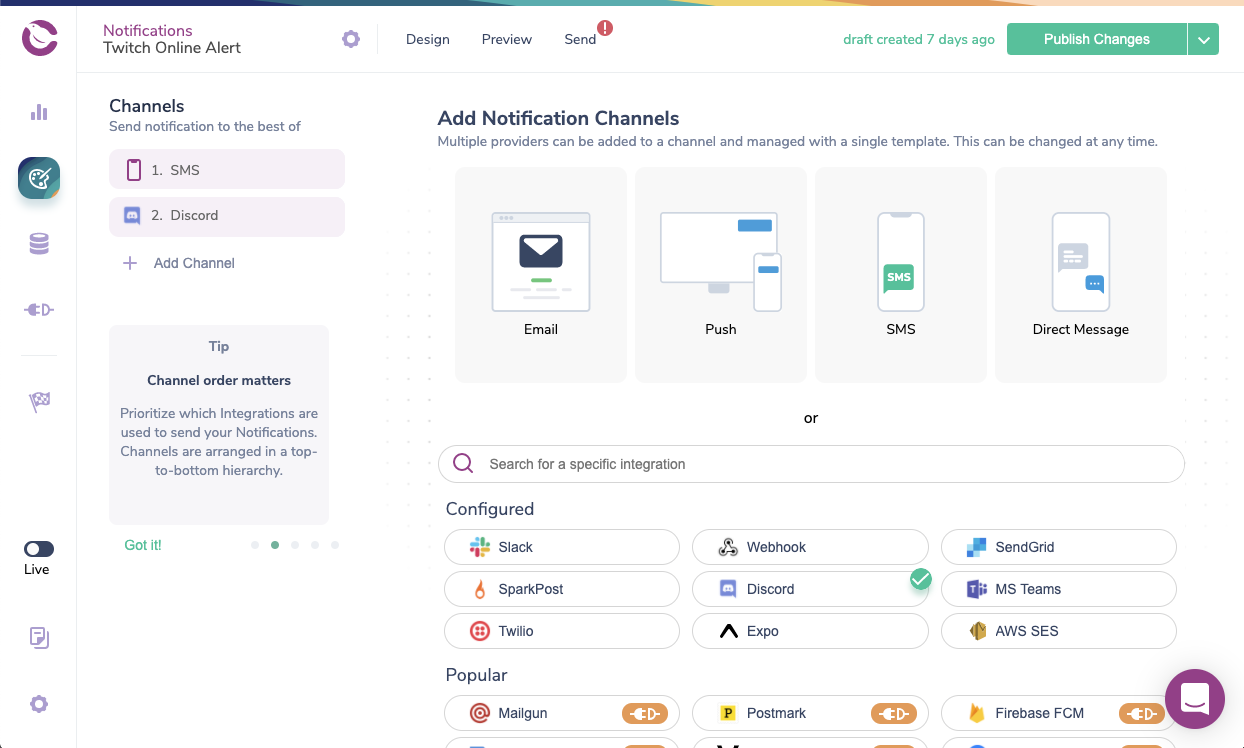 Notifications
Twitch Online Alert
Design
Preview
Send
!
draft created 7 days ago
Publish Changes
Channels
Send notification to the best of
1. SMS
2. Discord
Add Channel
Tip
Channel order matters
Prioritize which Integrations are
used to send your Notifications.
Channels are arranged in a top-
to-bottom hierarchy.
Got it!
Live
Add Notification Channels
Multiple providers can be added to a channel and managed with a single template. This can be changed at any time.
SMS
Email
Push
SMS
Direct Message
or
Search for a specific integration
Configured
Slack
Webhook
SendGrid
SparkPost
Discord
MS Teams
Twilio
Expo
AWS SES
Popular
Mailgun
Postmark
Firebase FCM